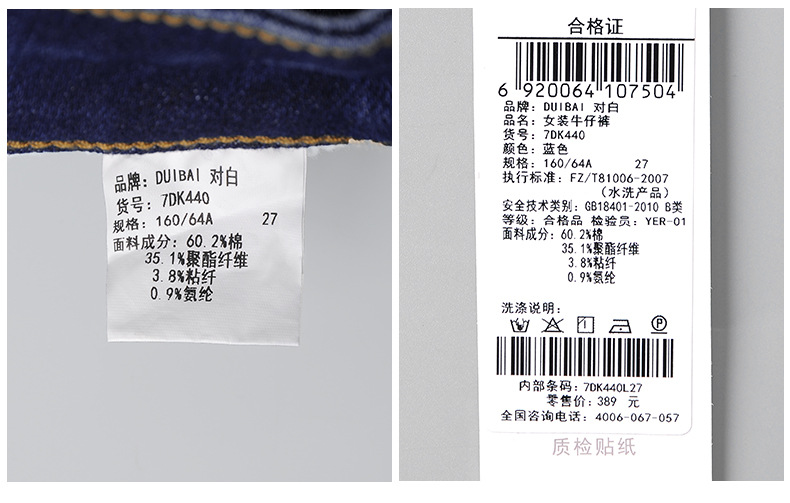 品牌: DUIBAI 对白
货号: 7DK440
规格: 160/64A 27
面料成分: 60.2%棉
35.1%聚酯纤维
3.8%粘纤
0.9%氨纶
合格证
6 920064 107504
品牌: DUIBAI 对白
品名: 女装牛仔裤
货号: 7DK440
颜色: 蓝色
规格: 160/64A 27
执行标准: FZ/T81006-2007
(水洗产品)
安全技术类别: GB18401-2010 B类
等级: 合格品 检验员: YER-01
面料成分: 60.2%棉
35.1%聚酯纤维
3.8%粘纤
0.9%氨纶
洗涤说明:
P
内部条码: 7DK440L27
零售价: 389 元
全国咨询电话: 4006-067-057
质检贴纸